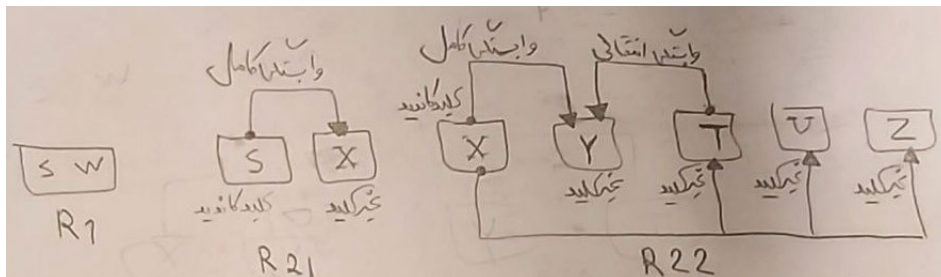 وابستگی کامل
وابستگی کامل
وابستگی انتقالی
کلید کاندید
S W
S
X
X
Y
T
U
Z
کلید کاندید
غیرکلید
غیرکلید
غیرکلید
غیرکلید
غیرکلید
R1
R21
R22